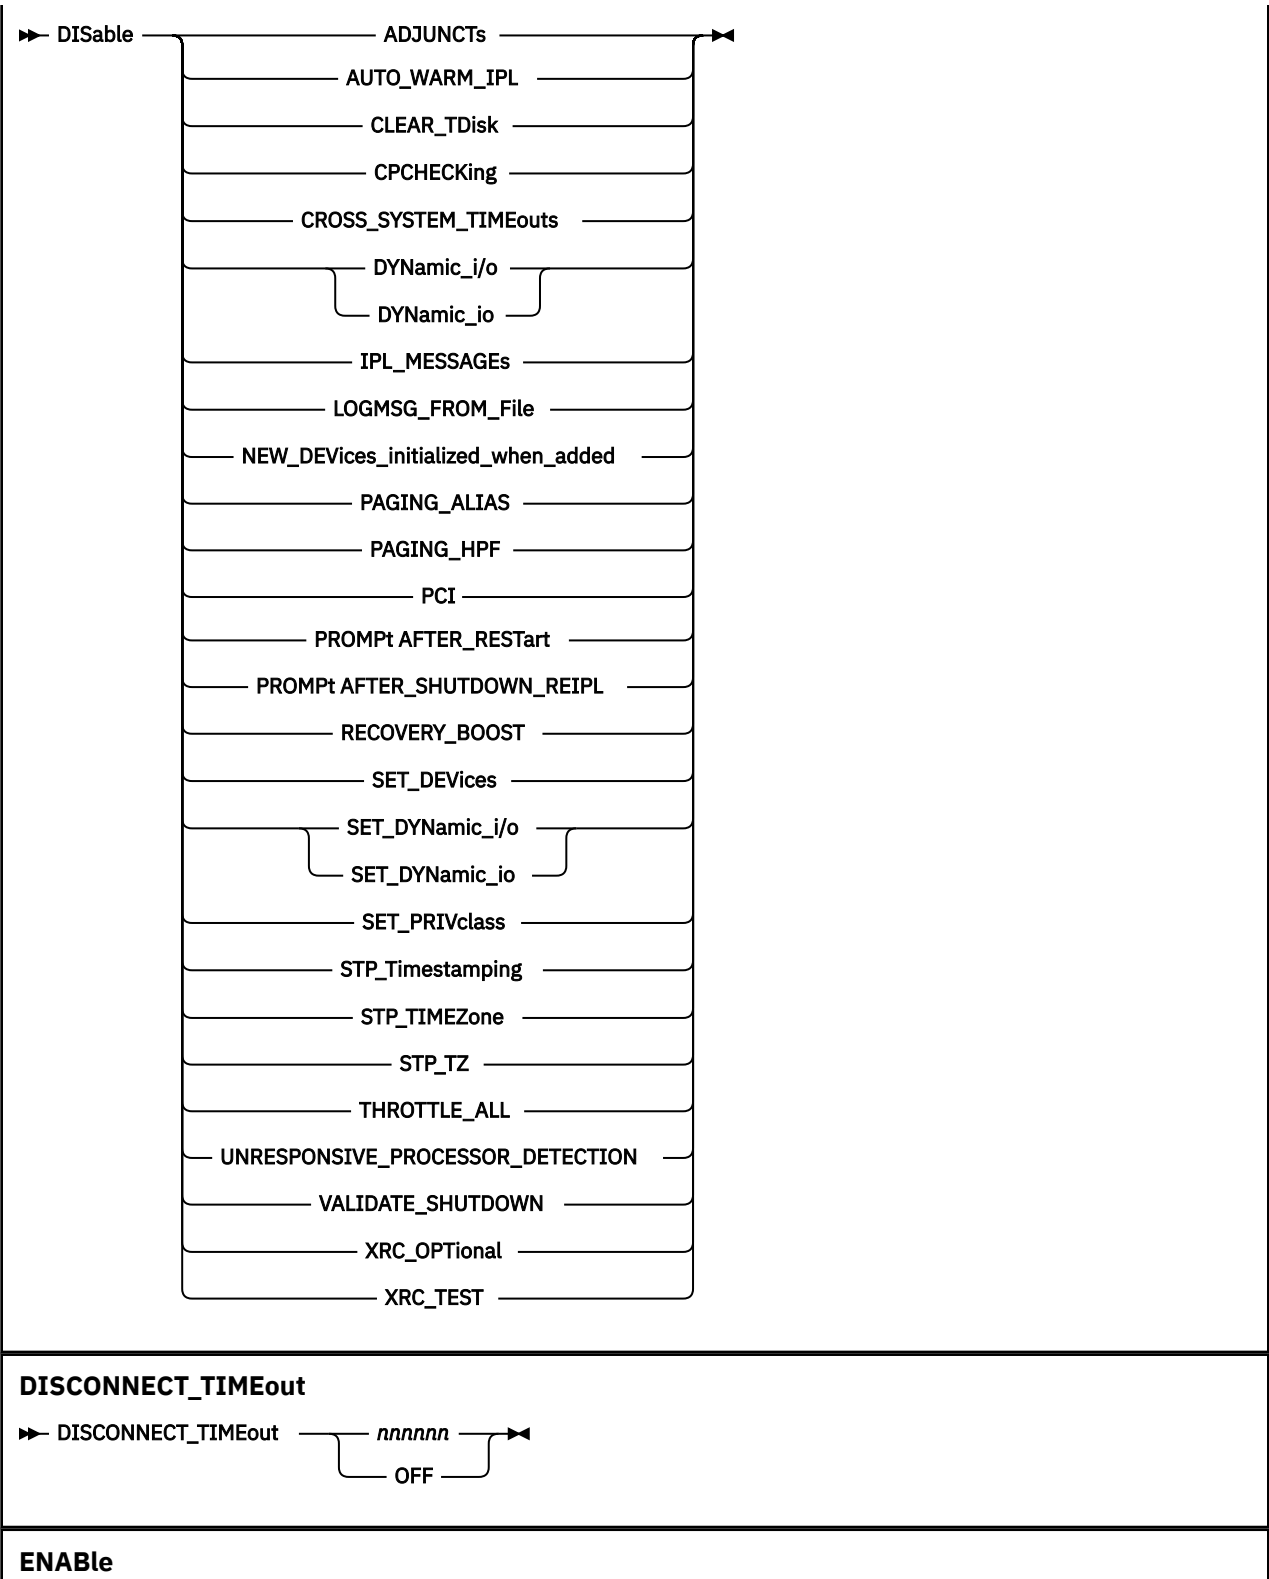 DISable ADJUNCTs
AUTO_WARM_IPL
CLEAR_TDisk
CPCHECKing
CROSS_SYSTEM_TIMEouts
DYNamic_i/o
DYNamic_io
IPL_MESSAGEs
LOGMSG_FROM_File
NEW_DEVices_initialized_when_added
PAGING_ALIAS
PAGING_HPF
PCI
PROMPt AFTER_RESTart
PROMPt AFTER_SHUTDOWN_REIPL
RECOVERY_BOOST
SET_DEVices
SET_DYNamic_i/o
SET_DYNamic_io
SET_PRIVclass
STP_Timestamping
STP_TIMEZone
STP_TZ
THROTTLE_ALL
UNRESPONSIVE_PROCESSOR_DETECTION
VALIDATE_SHUTDOWN
XRC_OPTional
XRC_TEST
DISCONNECT_TIMEout
DISCONNECT_TIMEout nnnnnn
OFF
ENABle